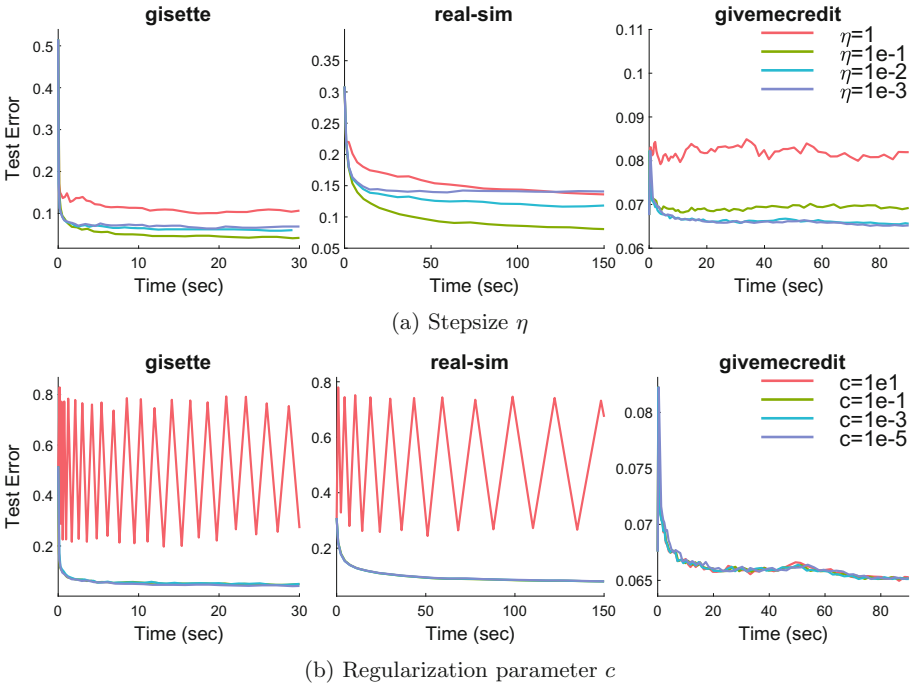 gisette
real-sim
givemecredit
η=1
η=1e-1
η=1e-2
η=1e-3
Test Error
0.5
0.4
0.3
0.2
0.1
0
10
20
30
Time (sec)
0.35
0.3
0.25
0.2
0.15
0.1
0.05
0
50
100
150
Time (sec)
0.11
0.1
0.09
0.08
0.07
0.06
0
20
40
60
80
Time (sec)
(a) Stepsize η
gisette
real-sim
givemecredit
c=1e1
c=1e-1
c=1e-3
c=1e-5
Test Error
0.8
0.6
0.4
0.2
0
10
20
30
Time (sec)
0.8
0.6
0.4
0.2
0
50
100
150
Time (sec)
0.08
0.075
0.07
0.065
0
20
40
60
80
Time (sec)
(b) Regularization parameter c